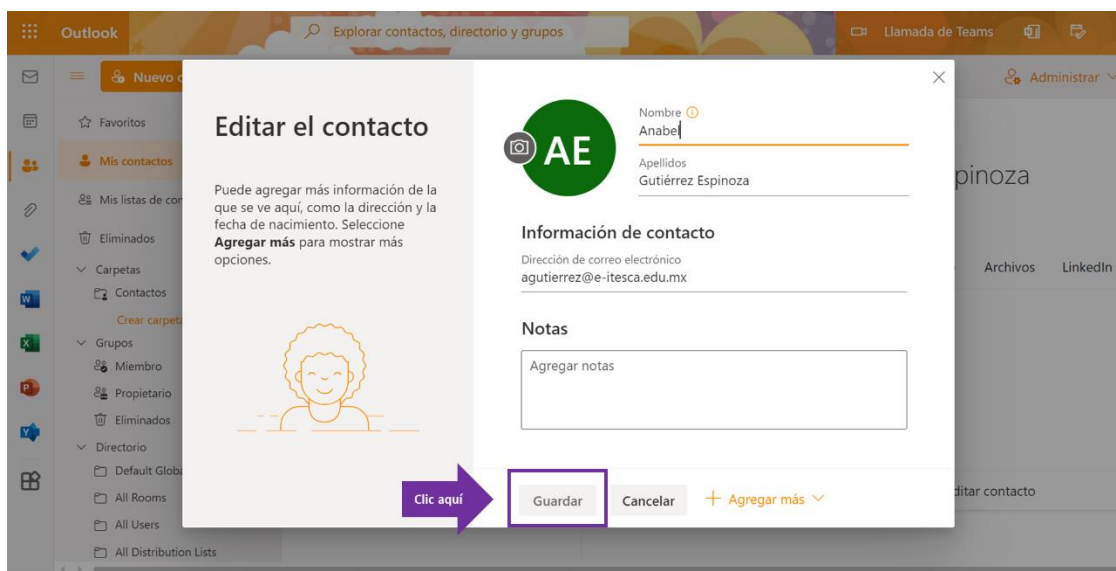 Outlook
Explorar contactos, directorio y grupos
Llamada de Teams
Nuevo c
Administrar
Favoritos
Mis contactos
Mis listas de con
Eliminados
Carpetas
Contactos
Crear carpeta
Grupos
Miembro
Propietario
Eliminados
Directorio
Default Globa
All Rooms
All Users
All Distribution Lists
Editar el contacto
Puede agregar más información de la
que se ve aquí, como la dirección y la
fecha de nacimiento. Seleccione
Agregar más para mostrar más
opciones.
AE
Nombre
Anabel
Apellidos
Gutiérrez Espinoza
Información de contacto
Dirección de correo electrónico
agutierrez@e-itesca.edu.mx
Notas
Agregar notas
Clic aquí
Guardar
Cancelar
Agregar más
pinoza
Archivos
LinkedIn
ditar contacto